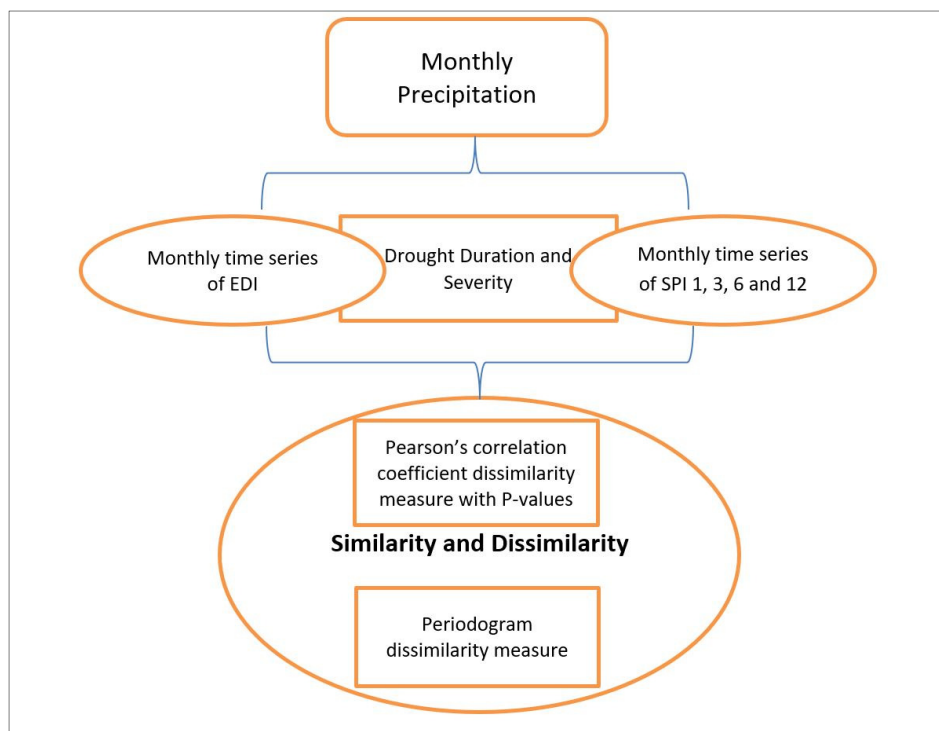 Monthly
Precipitation
Monthly time series
of EDI
Drought Duration and
Severity
Monthly time series
of SPI 1, 3, 6 and 12
Pearson’s correlation
coefficient dissimilarity
measure with P-values
Similarity and Dissimilarity
Periodogram
dissimilarity measure